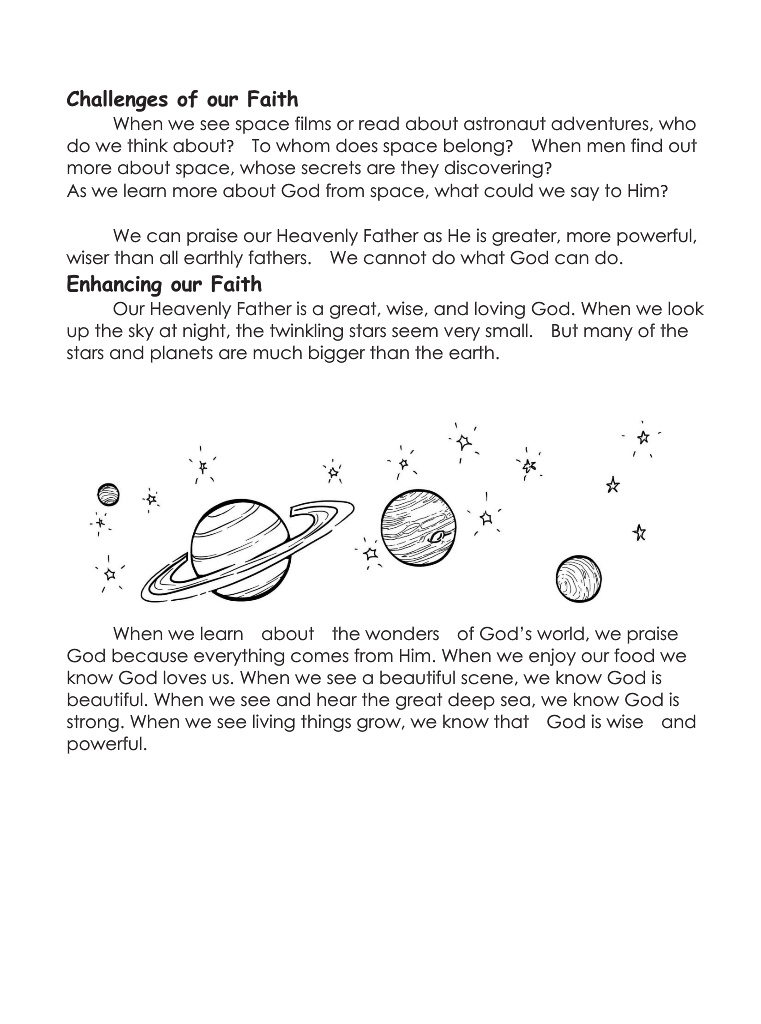 Challenges of our Faith
When we see space films or read about astronaut adventures, who
do we think about? To whom does space belong? When men find out
more about space, whose secrets are they discovering?
As we learn more about God from space, what could we say to Him?
We can praise our Heavenly Father as He is greater, more powerful,
wiser than all earthly fathers. We cannot do what God can do.
Enhancing our Faith
Our Heavenly Father is a great, wise, and loving God. When we look
up the sky at night, the twinkling stars seem very small. But many of the
stars and planets are much bigger than the earth.
When we learn about the wonders of God's world, we praise
God because everything comes from Him. When we enjoy our food we
know God loves us. When we see a beautiful scene, we know God is
beautiful. When we see and hear the great deep sea, we know God is
strong. When we see living things grow, we know that God is wise and
powerful.